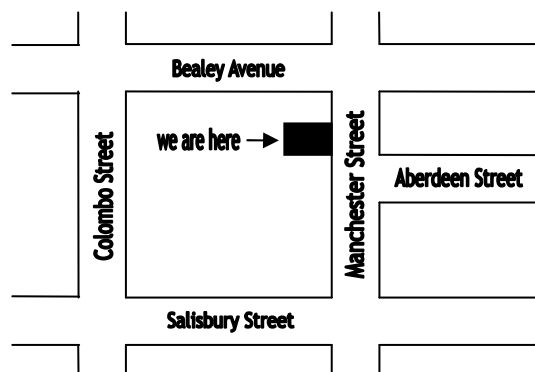 Bealey Avenue
we are here
Colombo Street
Manchester Street
Aberdeen Street
Salisbury Street